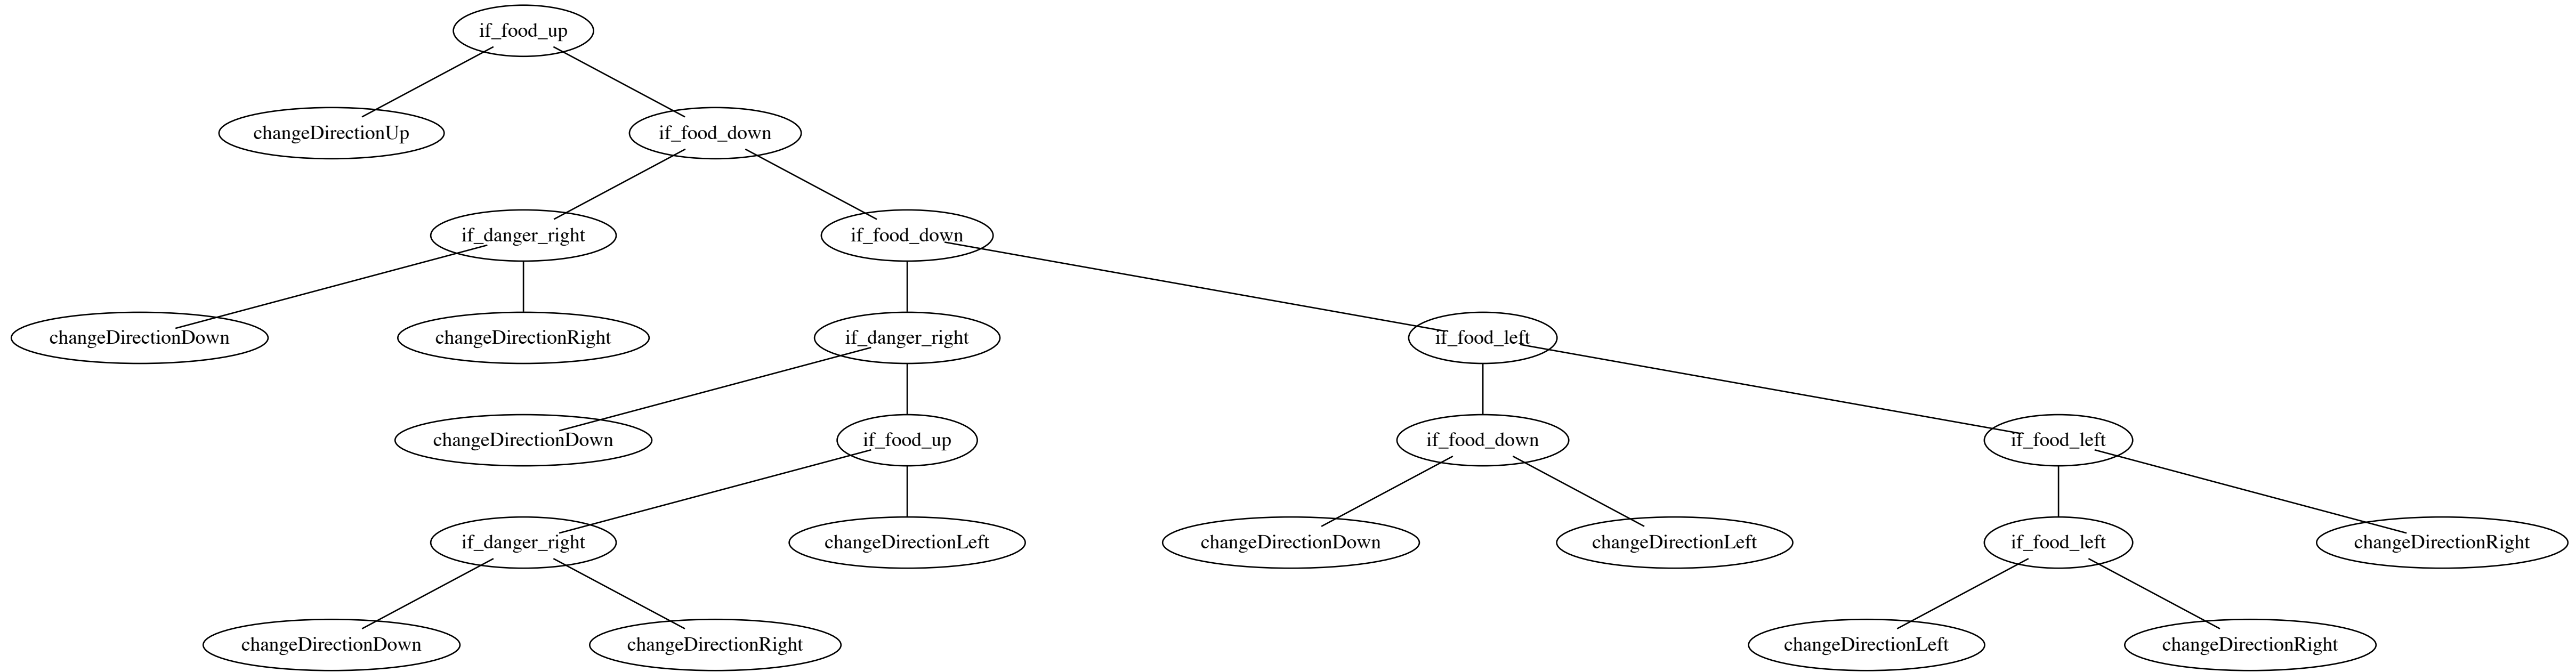 if_food_up
changeDirectionUp
if_food_down
if_danger_right
if_food_down
changeDirectionDown
changeDirectionRight
if_danger_right
if_food_left
changeDirectionDown
if_food_up
if_food_down
if_food_left
if_danger_right
changeDirectionLeft
changeDirectionDown
changeDirectionLeft
if_food_left
changeDirectionRight
changeDirectionDown
changeDirectionRight
changeDirectionLeft
changeDirectionRight